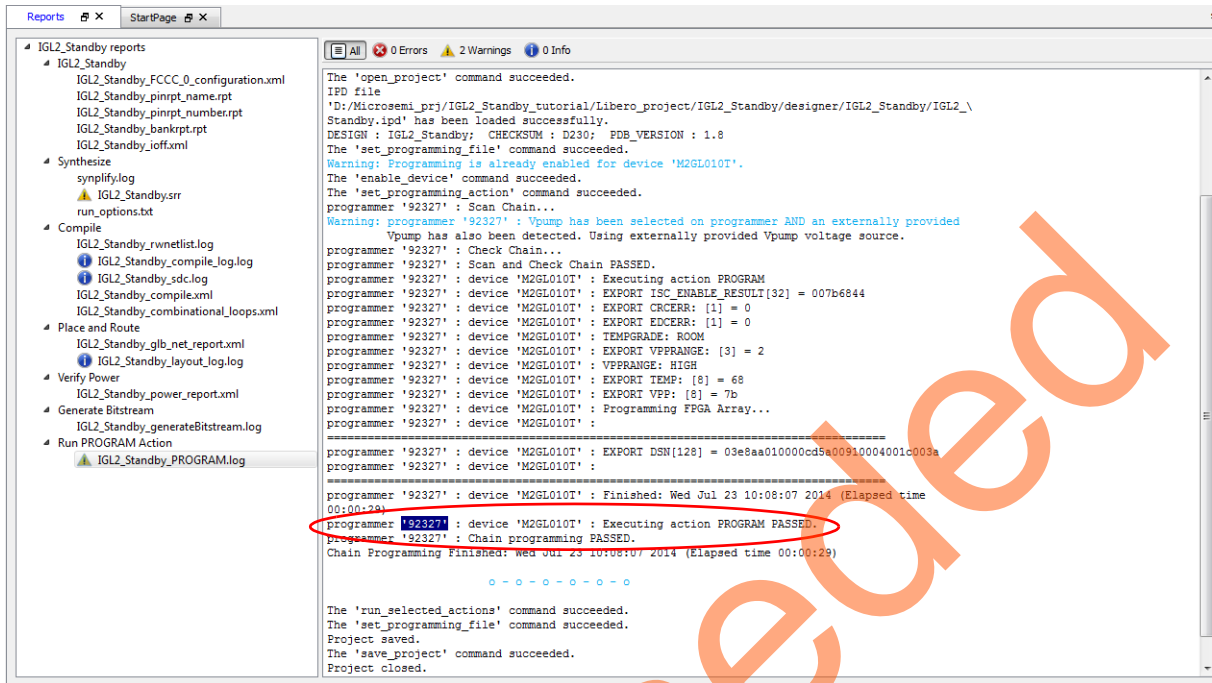 Reports
StartPage
IGL2_Standby reports
IGL2_Standby
IGL2_Standby_FCCC_0_configuration.xml
IGL2_Standby_pinrpt_name.rpt
IGL2_Standby_pinrpt_number.rpt
IGL2_Standby_bankrpt.rpt
IGL2_Standby_ioff.xml
Synthesize
synplify.log
IGL2_Standby.srr
run_options.txt
Compile
IGL2_Standby_rwnetlist.log
IGL2_Standby_compile_log.log
IGL2_Standby_sdc.log
IGL2_Standby_compile.xml
IGL2_Standby_combinational_loops.xml
Place and Route
IGL2_Standby_glb_net_report.xml
IGL2_Standby_layout_log.log
Verify Power
IGL2_Standby_power_report.xml
Generate Bitstream
IGL2_Standby_generateBitstream.log
Run PROGRAM Action
IGL2_Standby_PROGRAM.log
All 0 Errors 2 Warnings 0 Info
The 'open_project' command succeeded.
IPD file
'D:/Microsemi_prj/IGL2_Standby_tutorial/Libero_project/IGL2_Standby/designer/IGL2_Standby/IGL2_\
Standby.ipd' has been loaded successfully.
DESIGN : IGL2_Standby; CHECKSUM : D230; PDB_VERSION : 1.8
The 'set_programming_file' command succeeded.
Warning: Programming is already enabled for device 'M2GL010T'.
The 'enable_device' command succeeded.
The 'set_programming_action' command succeeded.
programmer '92327' : Scan Chain...
Warning: programmer '92327' : Vpump has been selected on programmer AND an externally provided
Vpump has also been detected. Using externally provided Vpump voltage source.
programmer '92327' : Check Chain...
programmer '92327' : Scan and Check Chain PASSED.
programmer '92327' : device 'M2GL010T' : Executing action PROGRAM
programmer '92327' : device 'M2GL010T' : EXPORT ISC_ENABLE_RESULT[32] = 007b6844
programmer '92327' : device 'M2GL010T' : EXPORT CRCERR: [1] = 0
programmer '92327' : device 'M2GL010T' : EXPORT EDCERR: [1] = 0
programmer '92327' : device 'M2GL010T' : TEMPGRADE: ROOM
programmer '92327' : device 'M2GL010T' : EXPORT VPPRANGE: [3] = 2
programmer '92327' : device 'M2GL010T' : VPPRANGE: HIGH
programmer '92327' : device 'M2GL010T' : EXPORT TEMP: [8] = 68
programmer '92327' : device 'M2GL010T' : EXPORT VPP: [8] = 7b
programmer '92327' : device 'M2GL010T' : Programming FPGA Array...
programmer '92327' : device 'M2GL010T' :
===================================================================================
programmer '92327' : device 'M2GL010T' : EXPORT DSN[128] = 03e8aa010000cd5a00910004001c003a
programmer '92327' : device 'M2GL010T' :
===================================================================================
programmer '92327' : device 'M2GL010T' : Finished: Wed Jul 23 10:08:07 2014 (Elapsed time
00:00:29)
programmer '92327' : device 'M2GL010T' : Executing action PROGRAM PASSED.
programmer '92327' : Chain programming PASSED.
Chain Programming Finished: Wed Jul 23 10:08:07 2014 (Elapsed time 00:00:29)
o - o - o - o - o - o
The 'run_selected_actions' command succeeded.
The 'set_programming_file' command succeeded.
Project saved.
The 'save_project' command succeeded.
Project closed.
eded